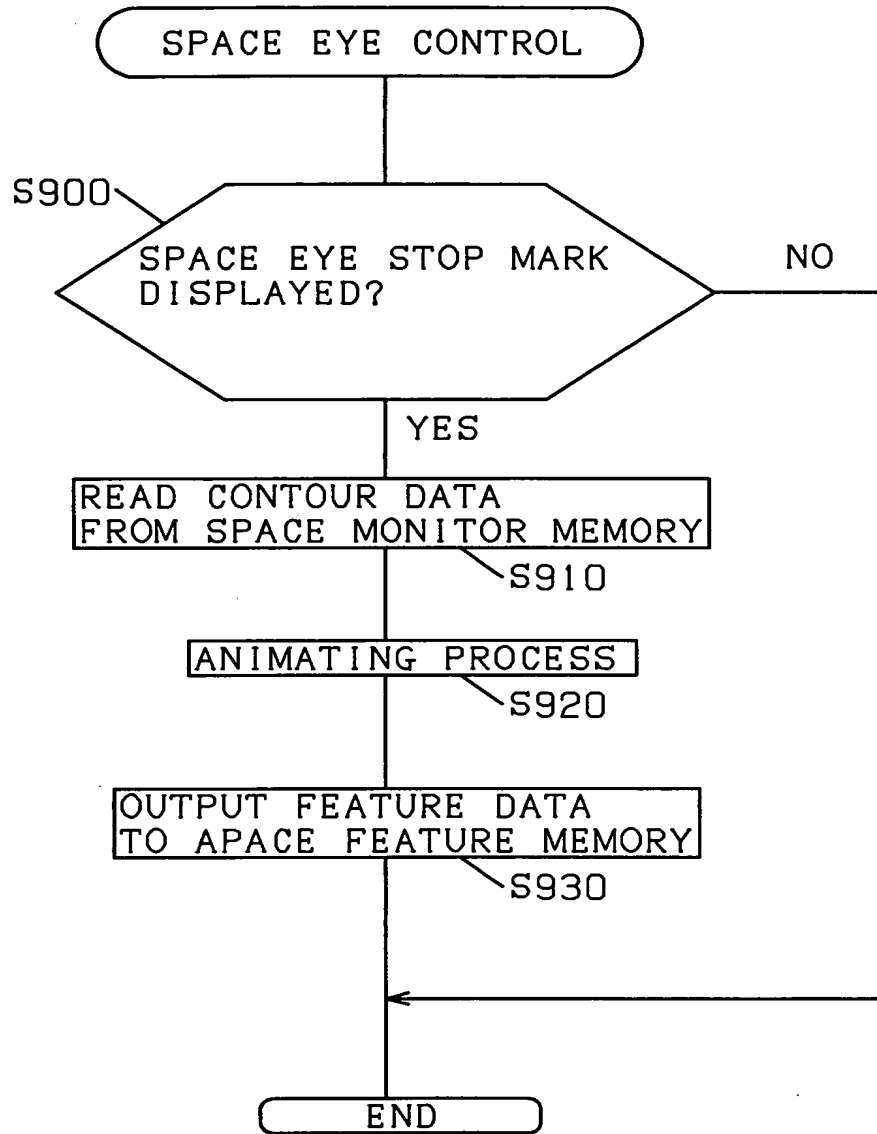 SPACE EYE CONTROL
S900
SPACE EYE STOP MARK
DISPLAYED?
NO
YES
READ CONTOUR DATA
FROM SPACE MONITOR MEMORY
S910
ANIMATING PROCESS
S920
OUTPUT FEATURE DATA
TO APACE FEATURE MEMORY
S930
END